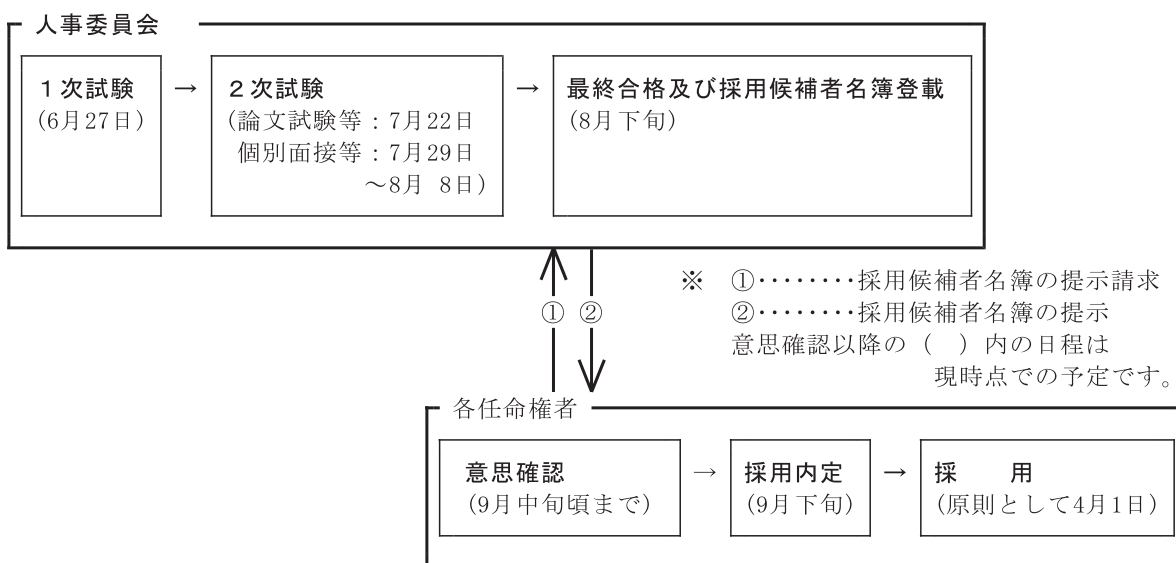 人事委員会
１次試験
(6月27日)
→
２次試験
(論文試験等：7月22日
個別面接等：7月29日
～8月 8日)
→
最終合格及び採用候補者名簿登載
(8月下旬)
① ②
※ ①････････採用候補者名簿の提示請求
②････････採用候補者名簿の提示
意思確認以降の（ ）内の日程は
現時点での予定です。
各任命権者
意思確認
(9月中旬頃まで)
→
採用内定
(9月下旬)
→
採　　用
(原則として4月1日)